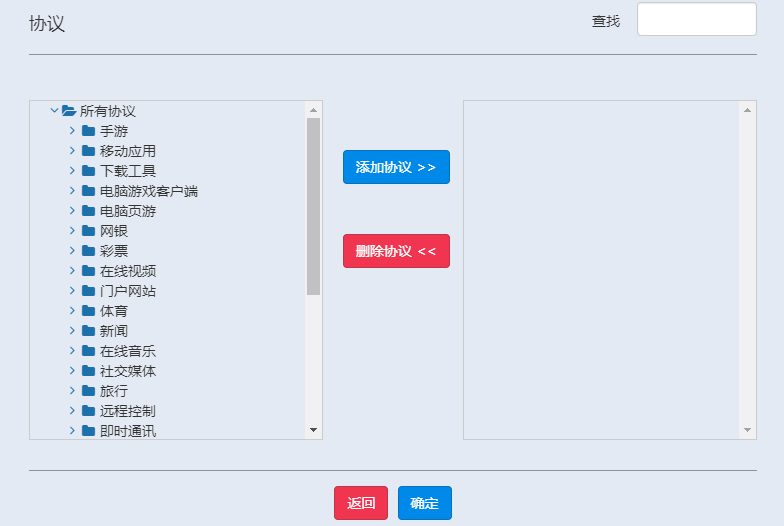 协议
查找
所有协议
手游
移动应用
下载工具
电脑游戏客户端
电脑页游
网银
彩票
在线视频
门户网站
体育
新闻
在线音乐
社交媒体
旅行
远程控制
即时通讯
添加协议 >>
删除协议 <<
返回
确定